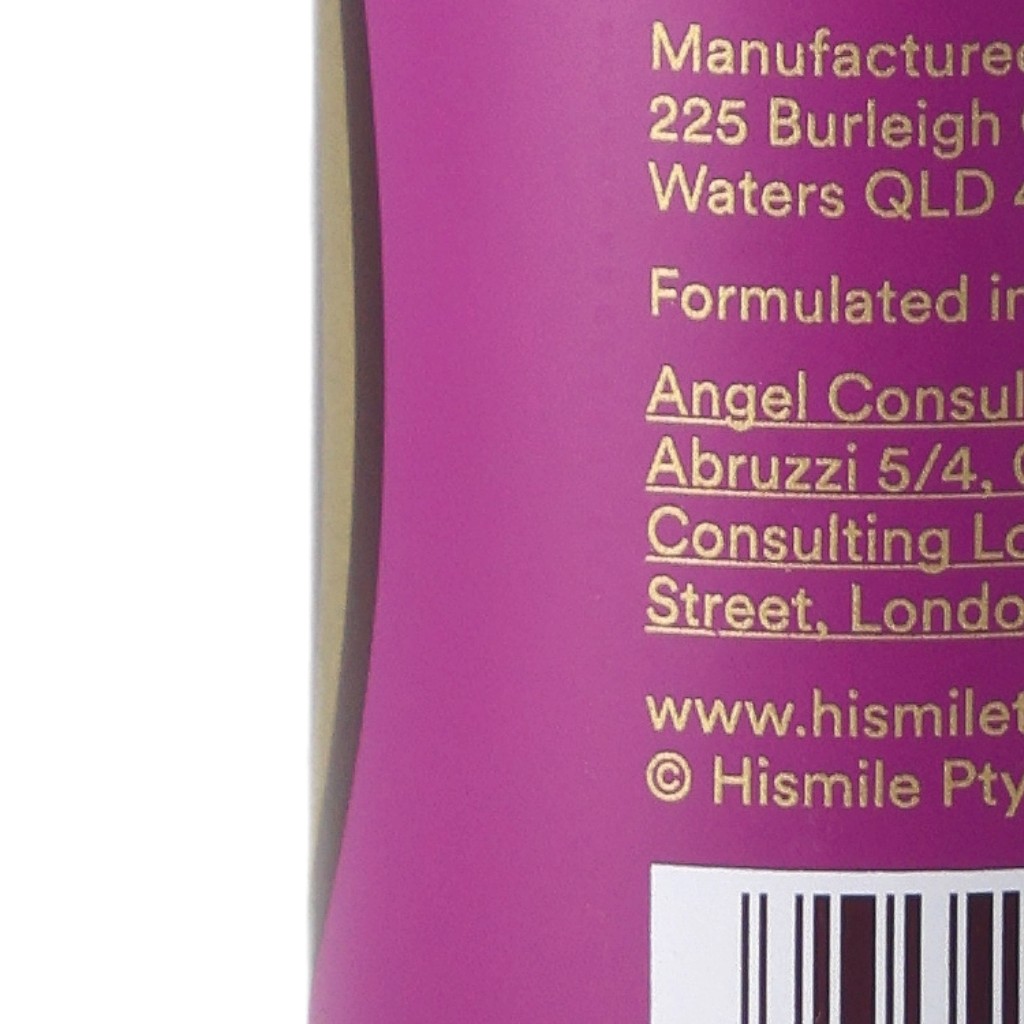 Manufactured
225 Burleigh
Waters QLD 4
Formulated in
Angel Consul
Abruzzi 5/4,
Consulting Lo
Street, Londo
www.hismilet
© Hismile Pty